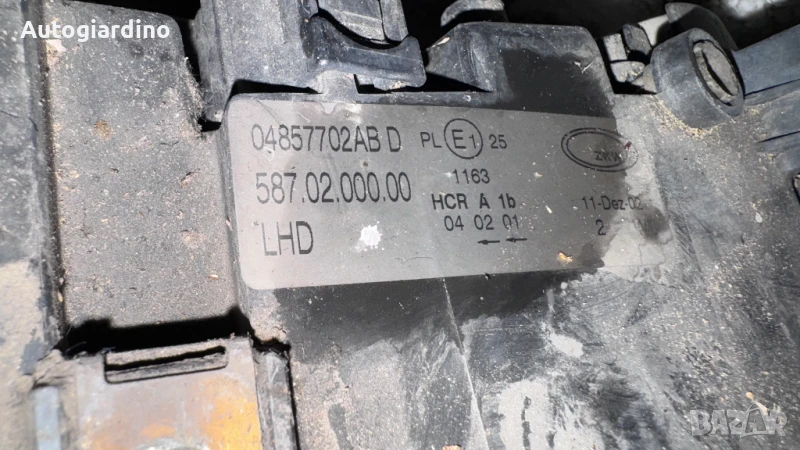 Autogiardino
04857702AB D
PL E1 25
587.02.000.00
1163
HCR A 1b
11-Dez-02
LHD
04 02 01
2
BAZAR